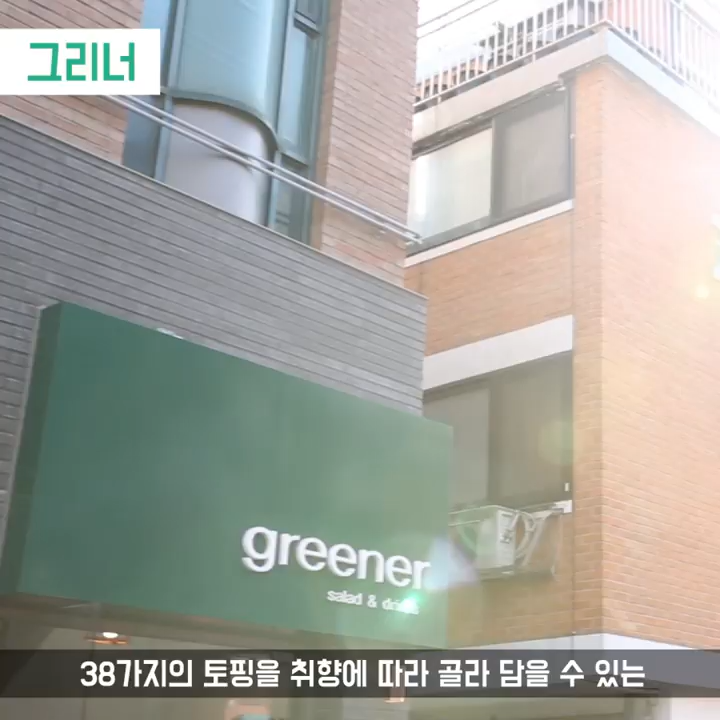 그리너
greener
salad &
38가지의 토핑을 취향에 따라 골라 담을 수 있는